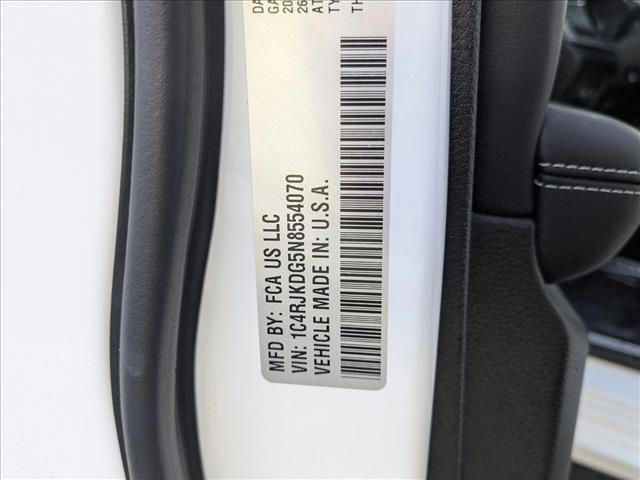 MFD BY: FCA US LLC
VIN: 1C4RJKDG5N8554070
VEHICLE MADE IN: U.S.A.